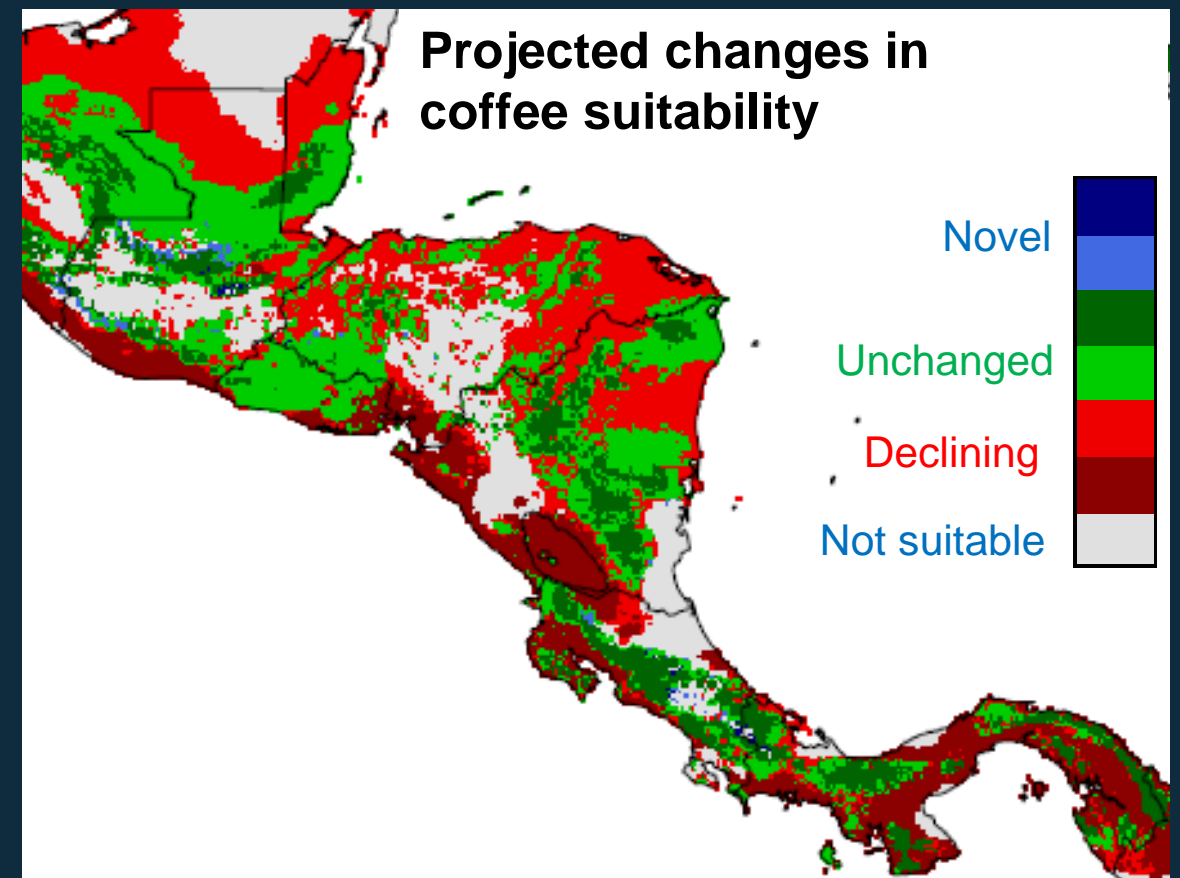 Projected changes in
coffee suitability
Novel
Unchanged
Declining
Not suitable